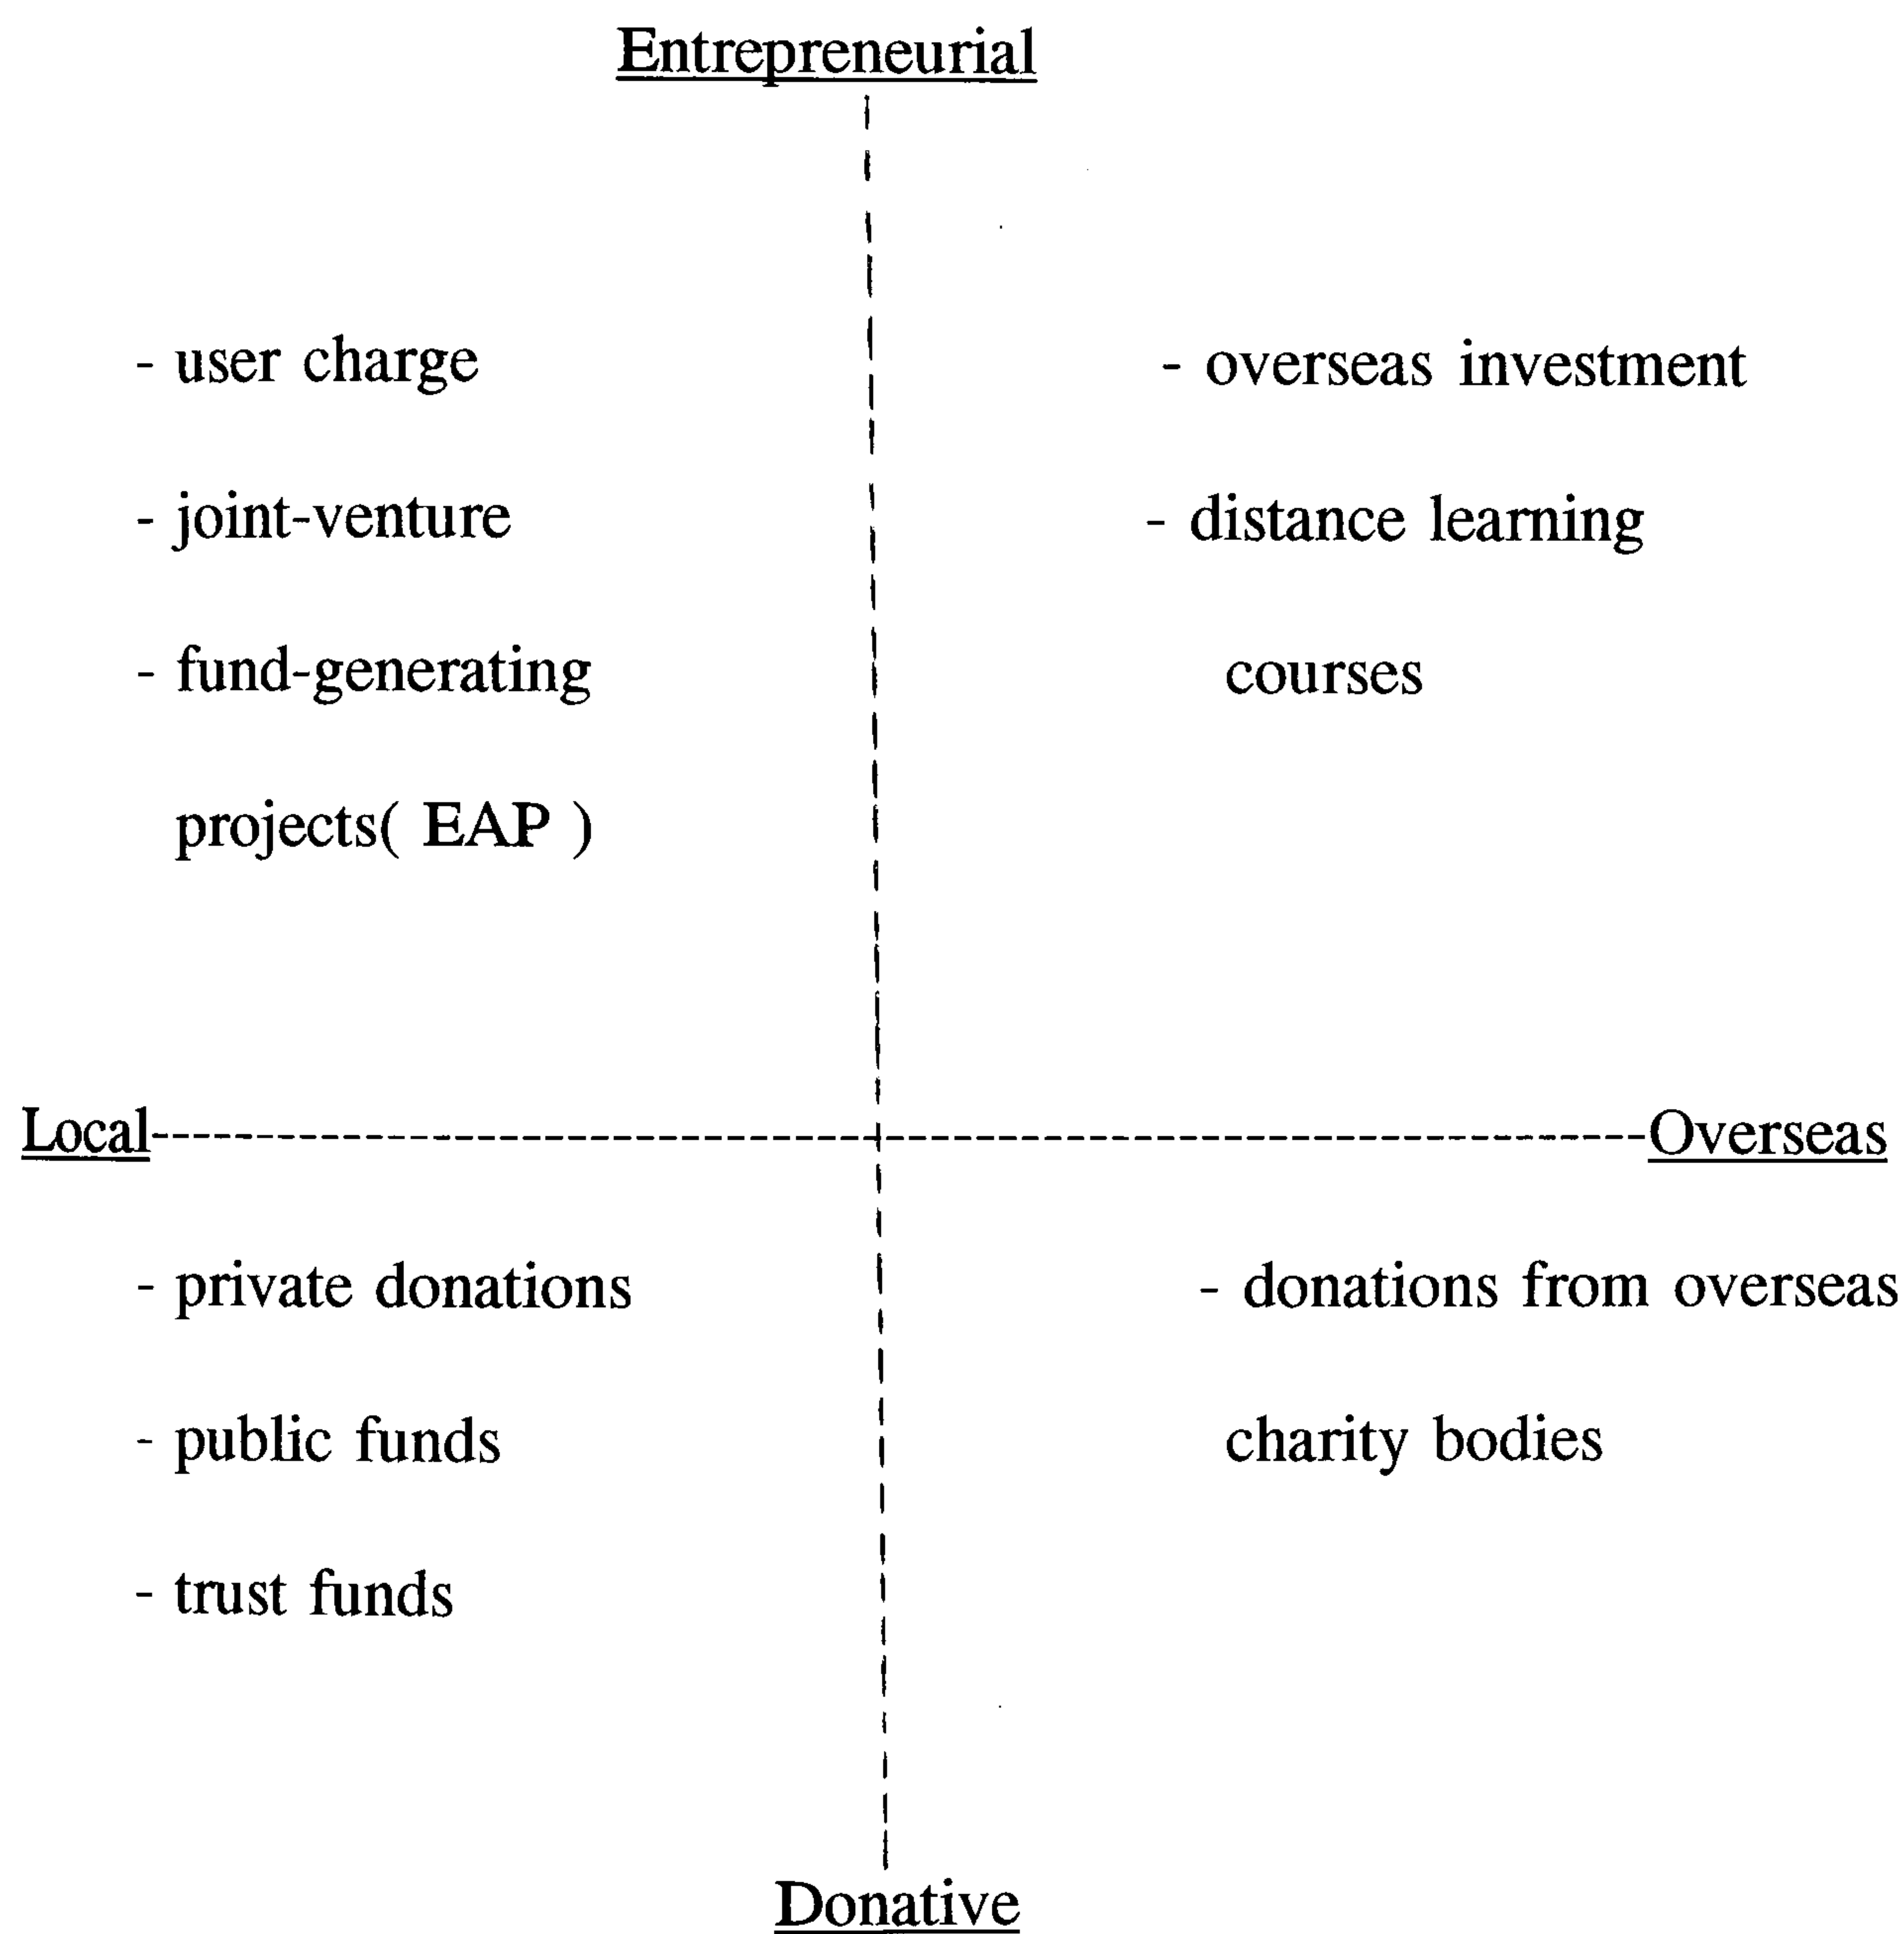 Entrepreneurial
- user charge
- overseas investment
- joint-venture
- distance learning
- fund-generating
courses
projects( EAP )
Local
Overseas
- private donations
- donations from overseas
- public funds
charity bodies
- trust funds
Donative